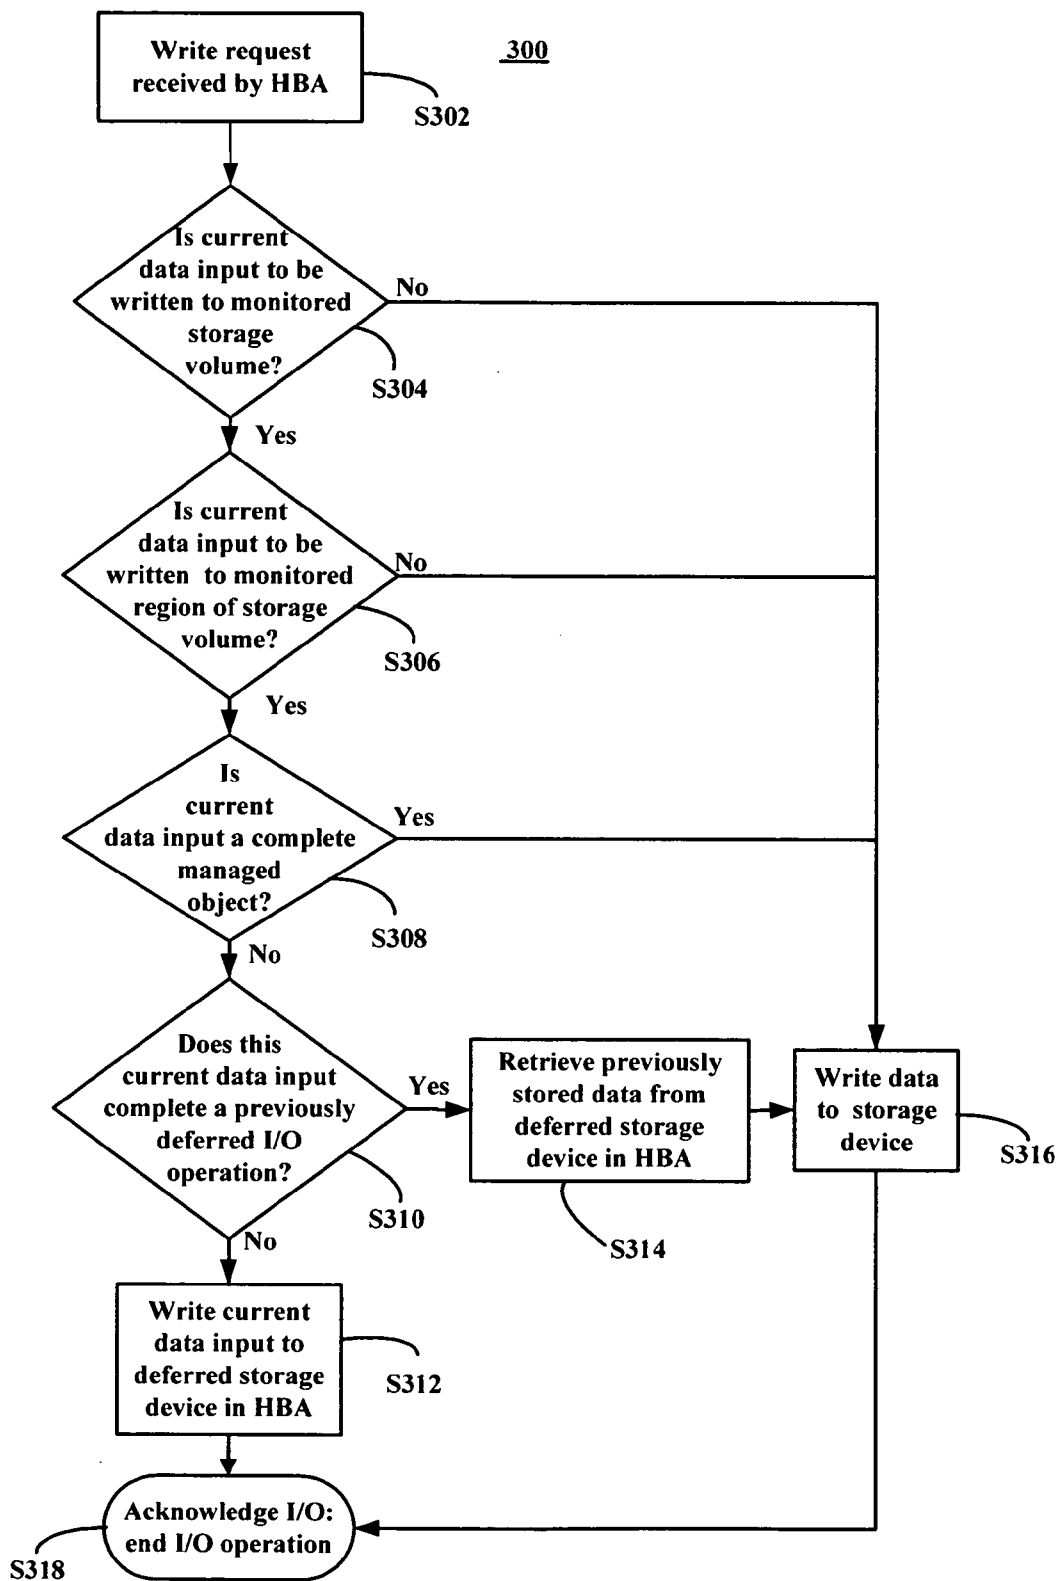 Write request
received by HBA
300
S302
Is current
data input to be
written to monitored
storage
volume?
No
S304
Yes
Is current
data input to be
written to monitored
region of storage
volume?
No
S306
Yes
Is
current
data input a complete
managed
object?
Yes
S308
No
Does this
current data input
complete a previously
deferred I/O
operation?
Yes
S310
Retrieve previously
stored data from
deferred storage
device in HBA
S314
Write data
to storage
device
S316
No
Write current
data input to
deferred storage
device in HBA
S312
Acknowledge I/O:
end I/O operation
S318